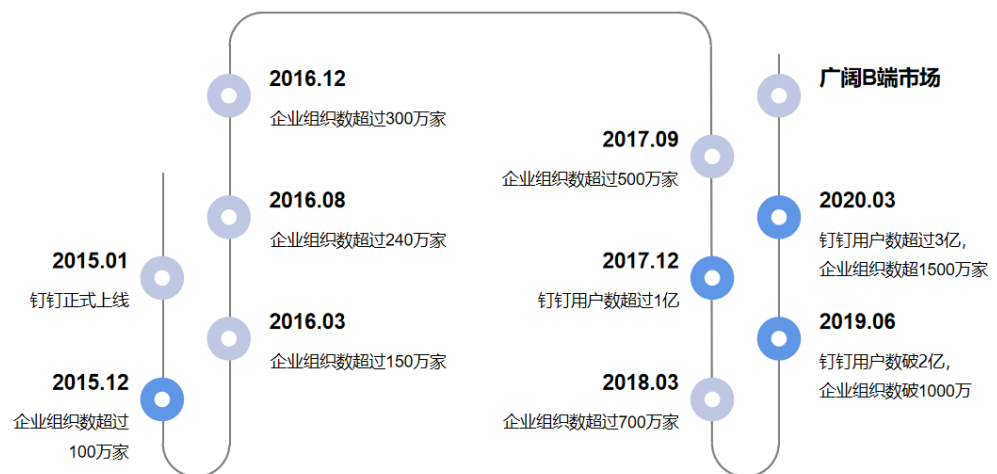 2015.01
钉钉正式上线
2015.12
企业组织数超过
100万家
2016.03
企业组织数超过150万家
2016.08
企业组织数超过240万家
2016.12
企业组织数超过300万家
2017.09
企业组织数超过500万家
2017.12
钉钉用户数超过1亿
2018.03
企业组织数超过700万家
2019.06
钉钉用户数破2亿，
企业组织数破1000万
2020.03
钉钉用户数超过3亿，
企业组织数超1500万家
广阔B端市场